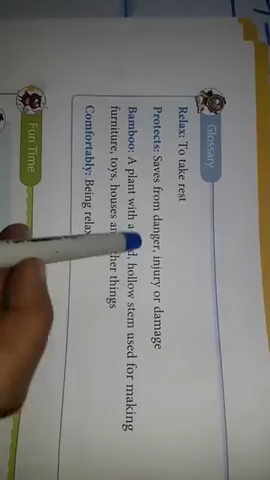 Glossary
Relax: To take rest
Protects: Saves from danger, injury or damage
Bamboo: A plant with a hollow stem used for making
furniture, toys, houses and other things
Comfortably: Being
Fun Time